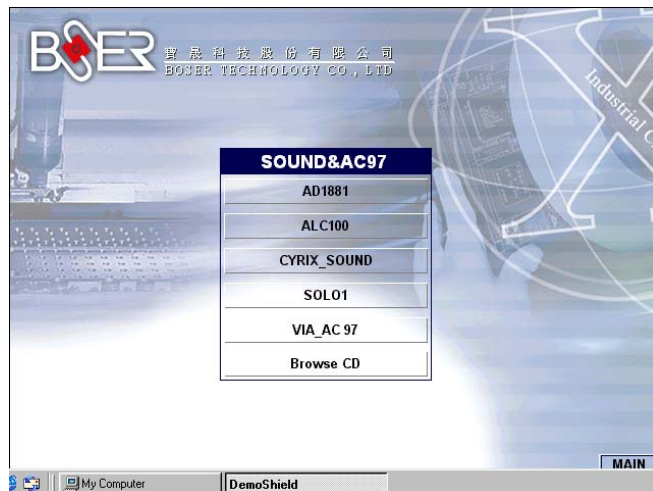 BOSER
寶晟科技股份有限公司
BOSER TECHNOLOGY CO., LTD
Industrial C
SOUND&AC97
AD1881
ALC100
CYRIX_SOUND
SOLO1
VIA_AC 97
Browse CD
MAIN
My Computer
DemoShield